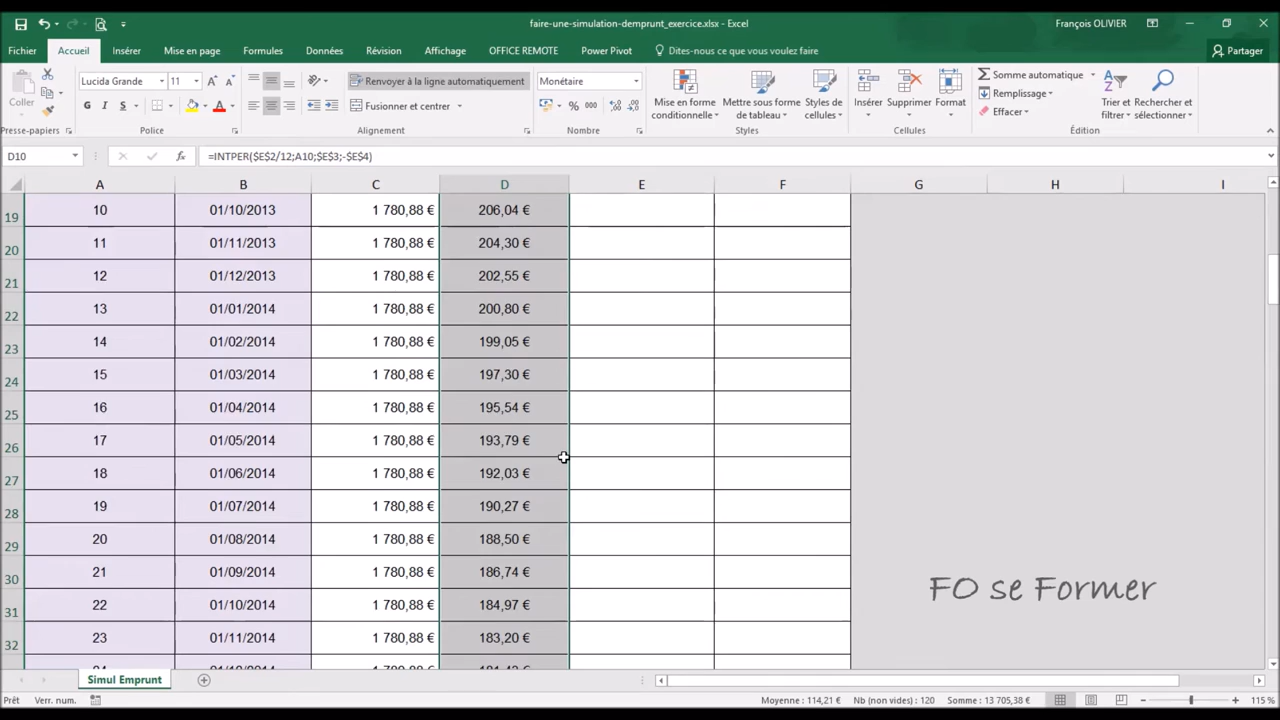 faire-une-simulation-demprunt_exercice.xlsx - Excel
François OLIVIER
Fichier Accueil Insérer Mise en page Formules Données Révision Affichage OFFICE REMOTE Power Pivot Dites-nous ce que vous voulez faire Partager
Coller
Lucida Grande 11
Renvoyer à la ligne automatiquement
Monétaire
G I S
Fusionner et centrer
% 000
Mise en forme conditionnelle
Mettre sous forme de tableau
Styles de cellules
Insérer Supprimer Format
Somme automatique
Remplissage
Effacer
Trier et filtrer
Rechercher et sélectionner
Presse-papiers Police Alignement Nombre Styles Cellules Édition
D10 fx =INTPER($E$2/12;A10;$E$3;-$E$4)
A B C D E F G H I
19 10 01/10/2013 1 780,88 € 206,04 €
20 11 01/11/2013 1 780,88 € 204,30 €
21 12 01/12/2013 1 780,88 € 202,55 €
22 13 01/01/2014 1 780,88 € 200,80 €
23 14 01/02/2014 1 780,88 € 199,05 €
24 15 01/03/2014 1 780,88 € 197,30 €
25 16 01/04/2014 1 780,88 € 195,54 €
26 17 01/05/2014 1 780,88 € 193,79 €
27 18 01/06/2014 1 780,88 € 192,03 €
28 19 01/07/2014 1 780,88 € 190,27 €
29 20 01/08/2014 1 780,88 € 188,50 €
30 21 01/09/2014 1 780,88 € 186,74 €
31 22 01/10/2014 1 780,88 € 184,97 €
32 23 01/11/2014 1 780,88 € 183,20 €
FO se Former
Simul Emprunt
Prêt Verr. num. Moyenne : 114,21 € Nb (non vides) : 120 Somme : 13 705,38 € 115 %